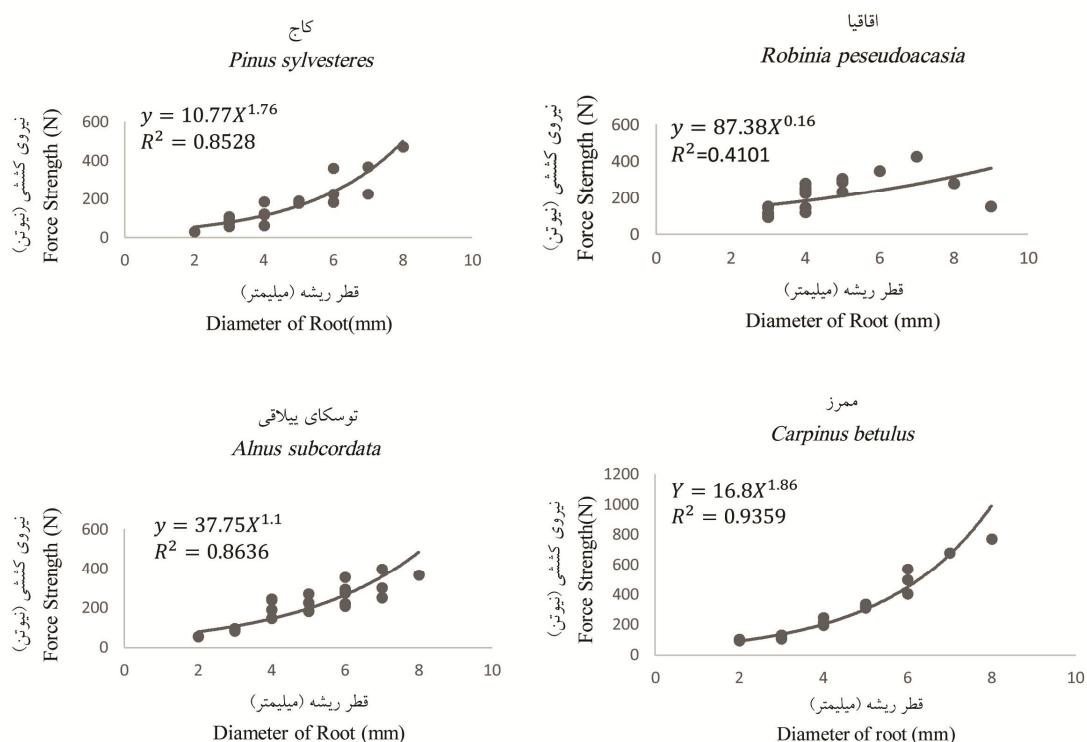 کاج
Pinus sylvesteres
y = 10.77X^1.76
R² = 0.8528
نیروی کششی (نیوتن)
Force Strength (N)
600
400
200
0
0 2 4 6 8 10
قطر ریشه (میلیمتر)
Diameter of Root(mm)
اقاقیا
Robinia peseudoacasia
y = 87.38X^0.16
R²=0.4101
نیروی کششی (نیوتن)
Force Sterngth (N)
600
400
200
0
0 2 4 6 8 10
قطر ریشه (میلیمتر)
Diameter of Root (mm)
توسکای ییلاقی
Alnus subcordata
y = 37.75X^1.1
R² = 0.8636
نیروی کششی (نیوتن)
Force Strength (N)
600
400
200
0
0 2 4 6 8 10
قطر ریشه (میلیمتر)
Diameter of Root (mm)
ممرز
Carpinus betulus
Y = 16.8X^1.86
R² = 0.9359
نیروی کششی (نیوتن)
Force Strength(N)
1200
1000
800
600
400
200
0
0 2 4 6 8 10
قطر ریشه (میلیمتر)
Diameter of root (mm)